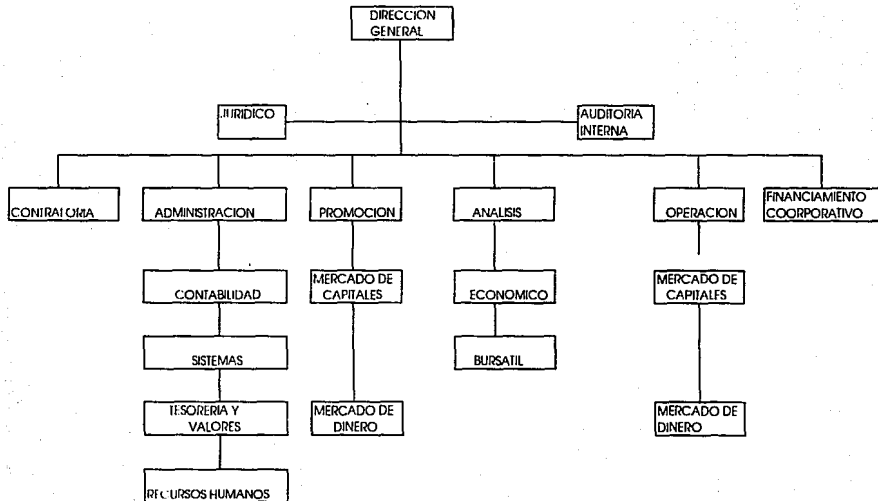 DIRECCION
GENERAL
JURIDICO
AUDITORIA
INTERNA
CONTRALORIA
ADMINISTRACION
PROMOCION
ANALISIS
OPERACION
FINANCIAMIENTO
COORPORATIVO
CONTABILIDAD
MERCADO DE
CAPITALES
ECONOMICO
MERCADO DE
CAPITALES
SISTEMAS
BURSATIL
TESORERIA Y
VALORES
MERCADO DE
DINERO
MERCADO DE
DINERO
RECURSOS HUMANOS